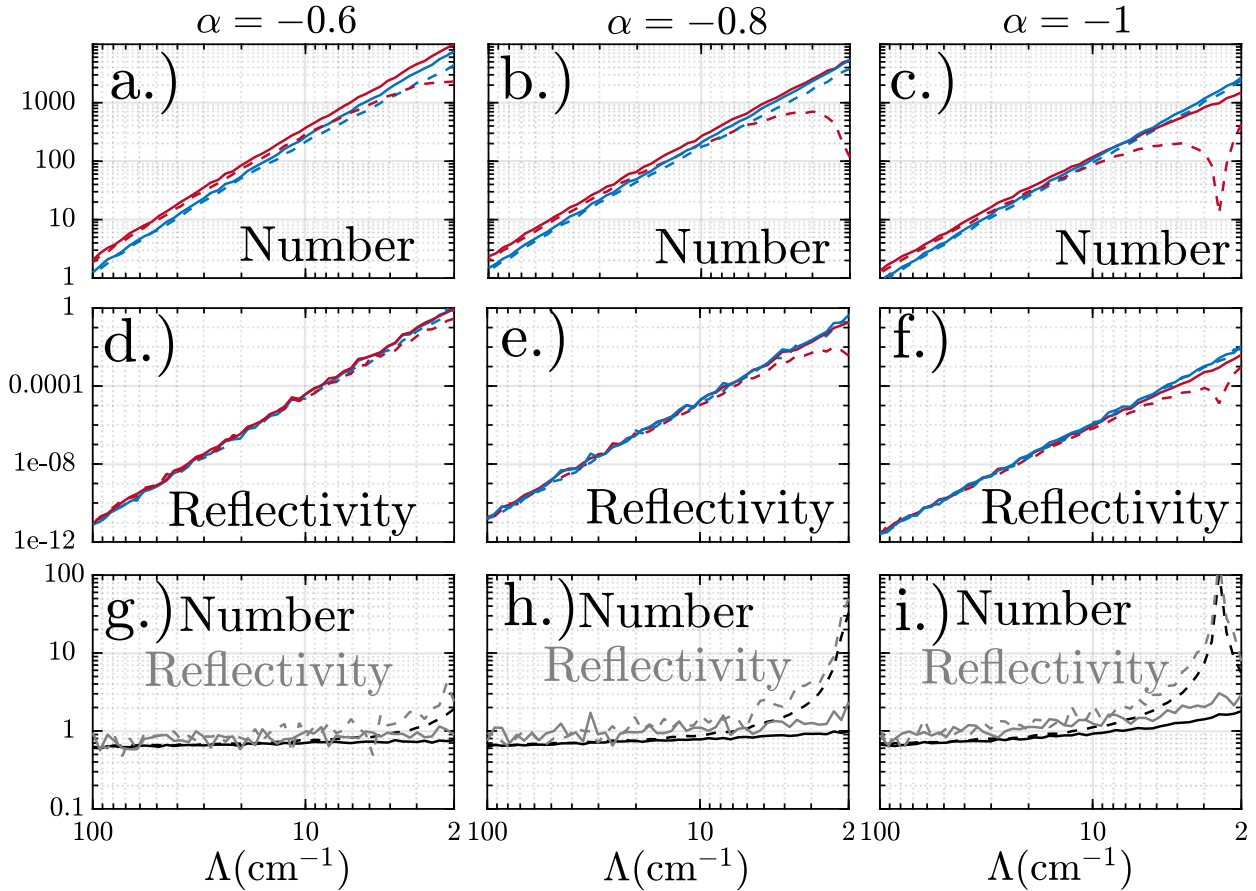 α = −0.6
α = −0.8
α = −1
a.)
b.)
c.)
1000
100
10
1
Number
Number
Number
d.)
e.)
f.)
1
0.0001
1e-08
1e-12
Reflectivity
Reflectivity
Reflectivity
g.) Number
h.) Number
i.) Number
Reflectivity
Reflectivity
Reflectivity
100
10
1
0.1
100 10 2
100 10 2
100 10 2
Λ(cm⁻¹)
Λ(cm⁻¹)
Λ(cm⁻¹)